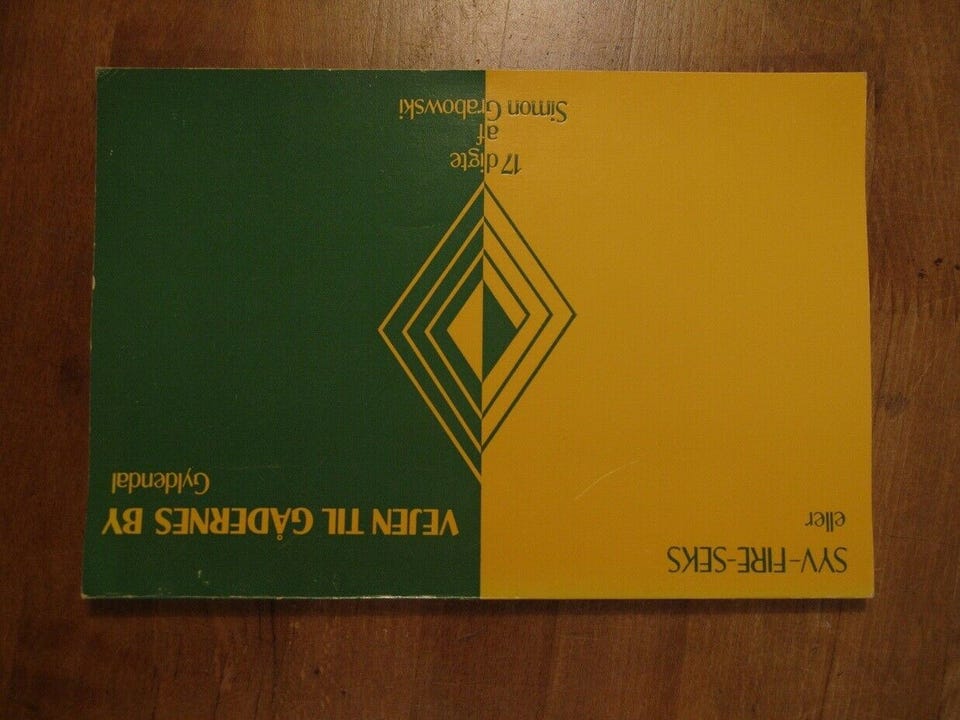 SYV-FIRE-SEKS
eller
VEJEN TIL GÅDERNES BY
Gyldendal
17 digte
af
Simon Grabowski